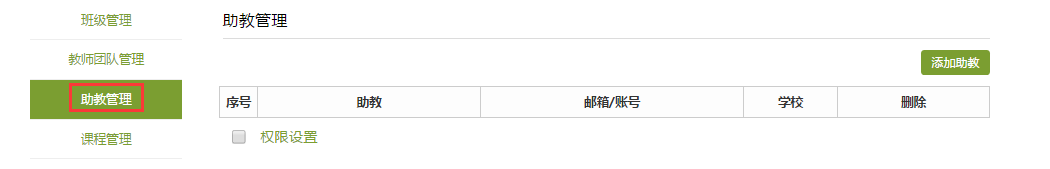 班级管理
教师团队管理
助教管理
课程管理
助教管理
添加助教
序号 助教 邮箱/账号 学校 删除
权限设置